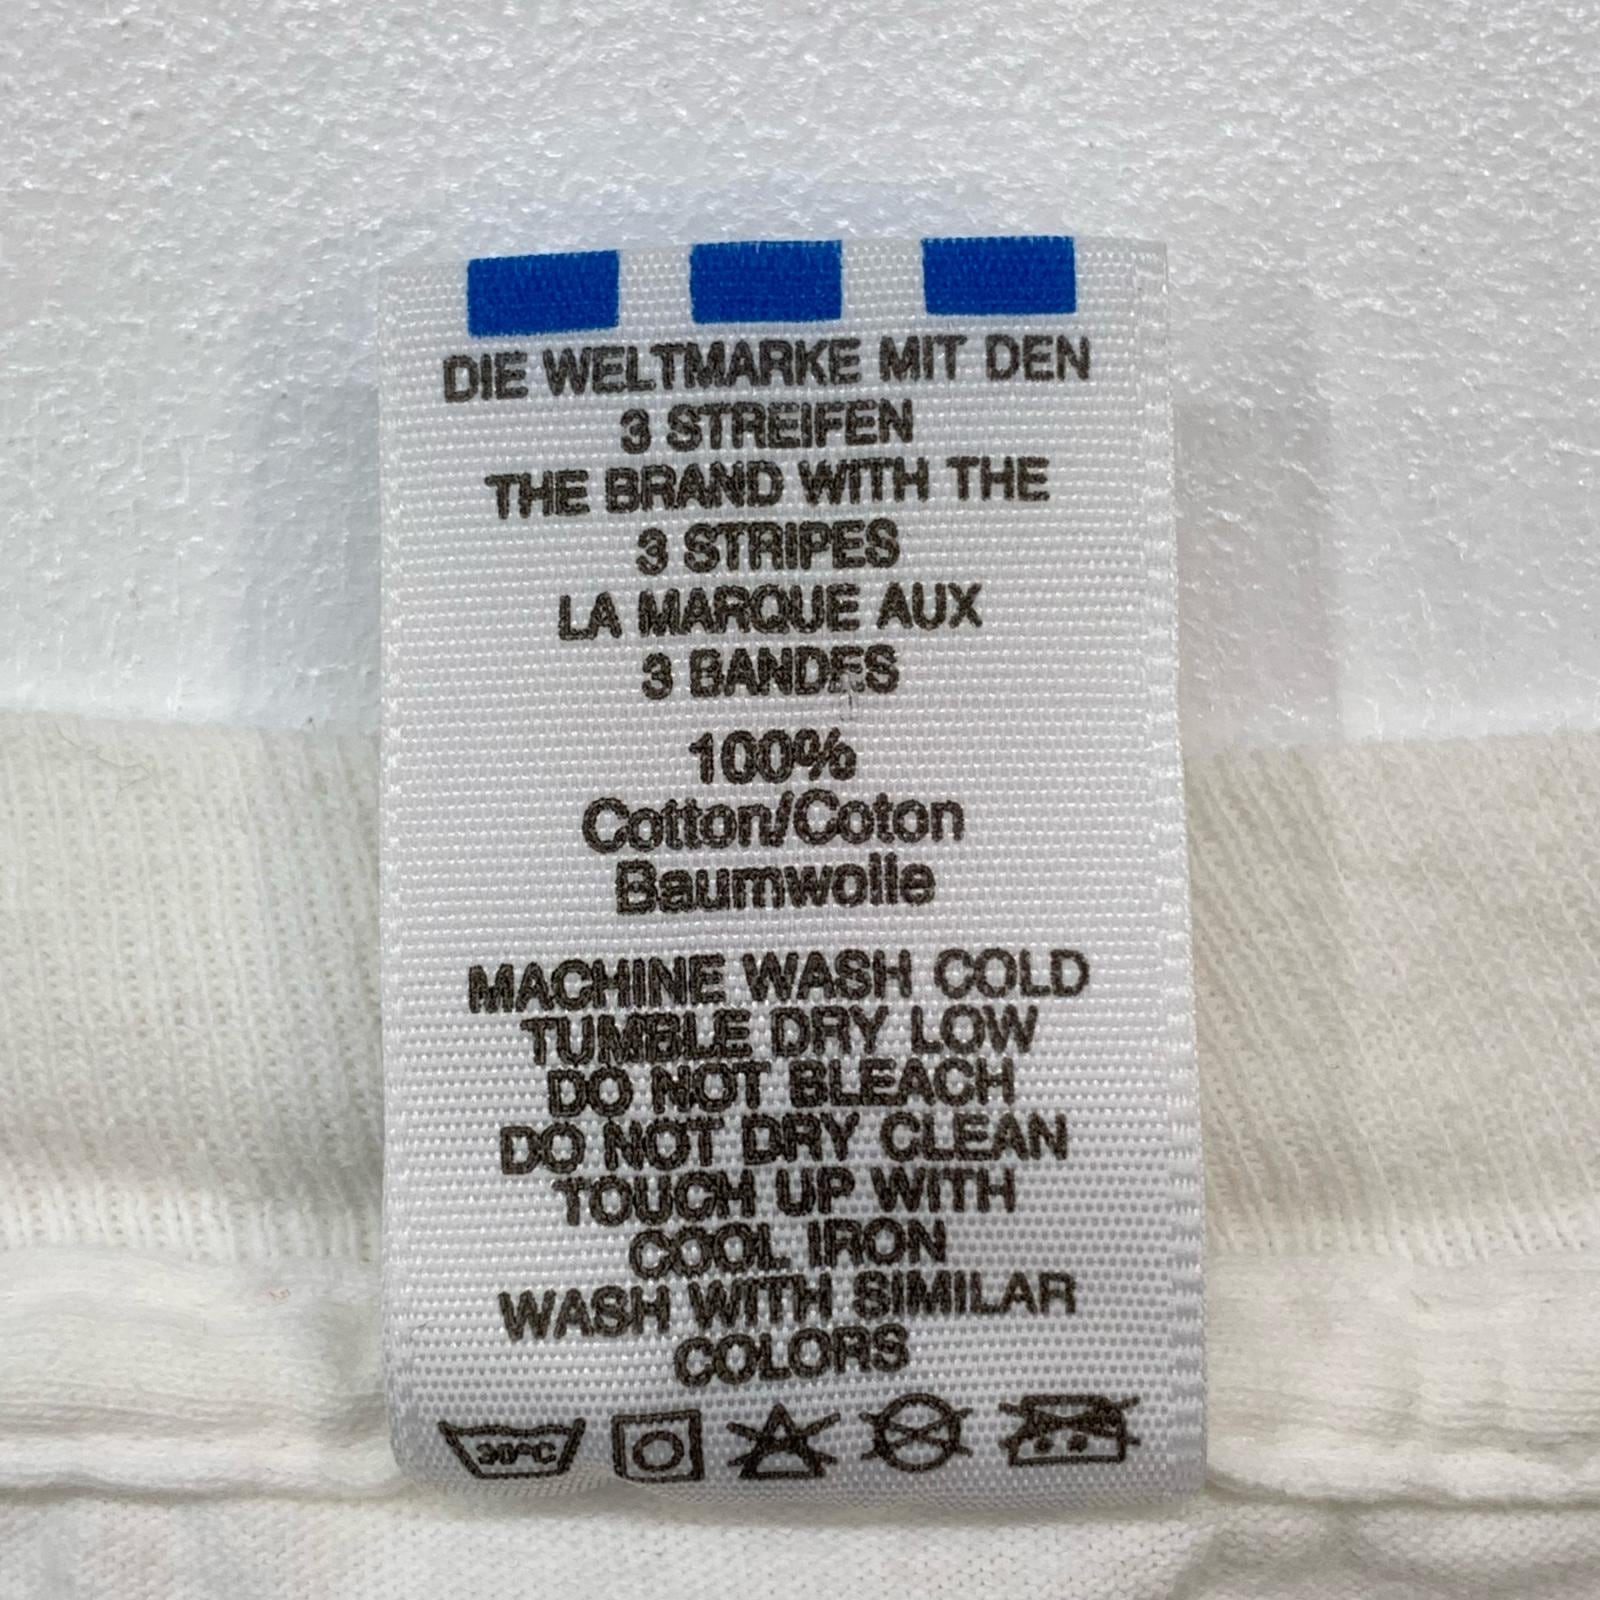 DIE WELTMARKE MIT DEN
3 STREIFEN
THE BRAND WITH THE
3 STRIPES
LA MARQUE AUX
3 BANDES
100%
Cotton/Coton
Baumwolle
MACHINE WASH COLD
TUMBLE DRY LOW
DO NOT BLEACH
DO NOT DRY CLEAN
TOUCH UP WITH
COOL IRON
WASH WITH SIMILAR
COLORS
30°C